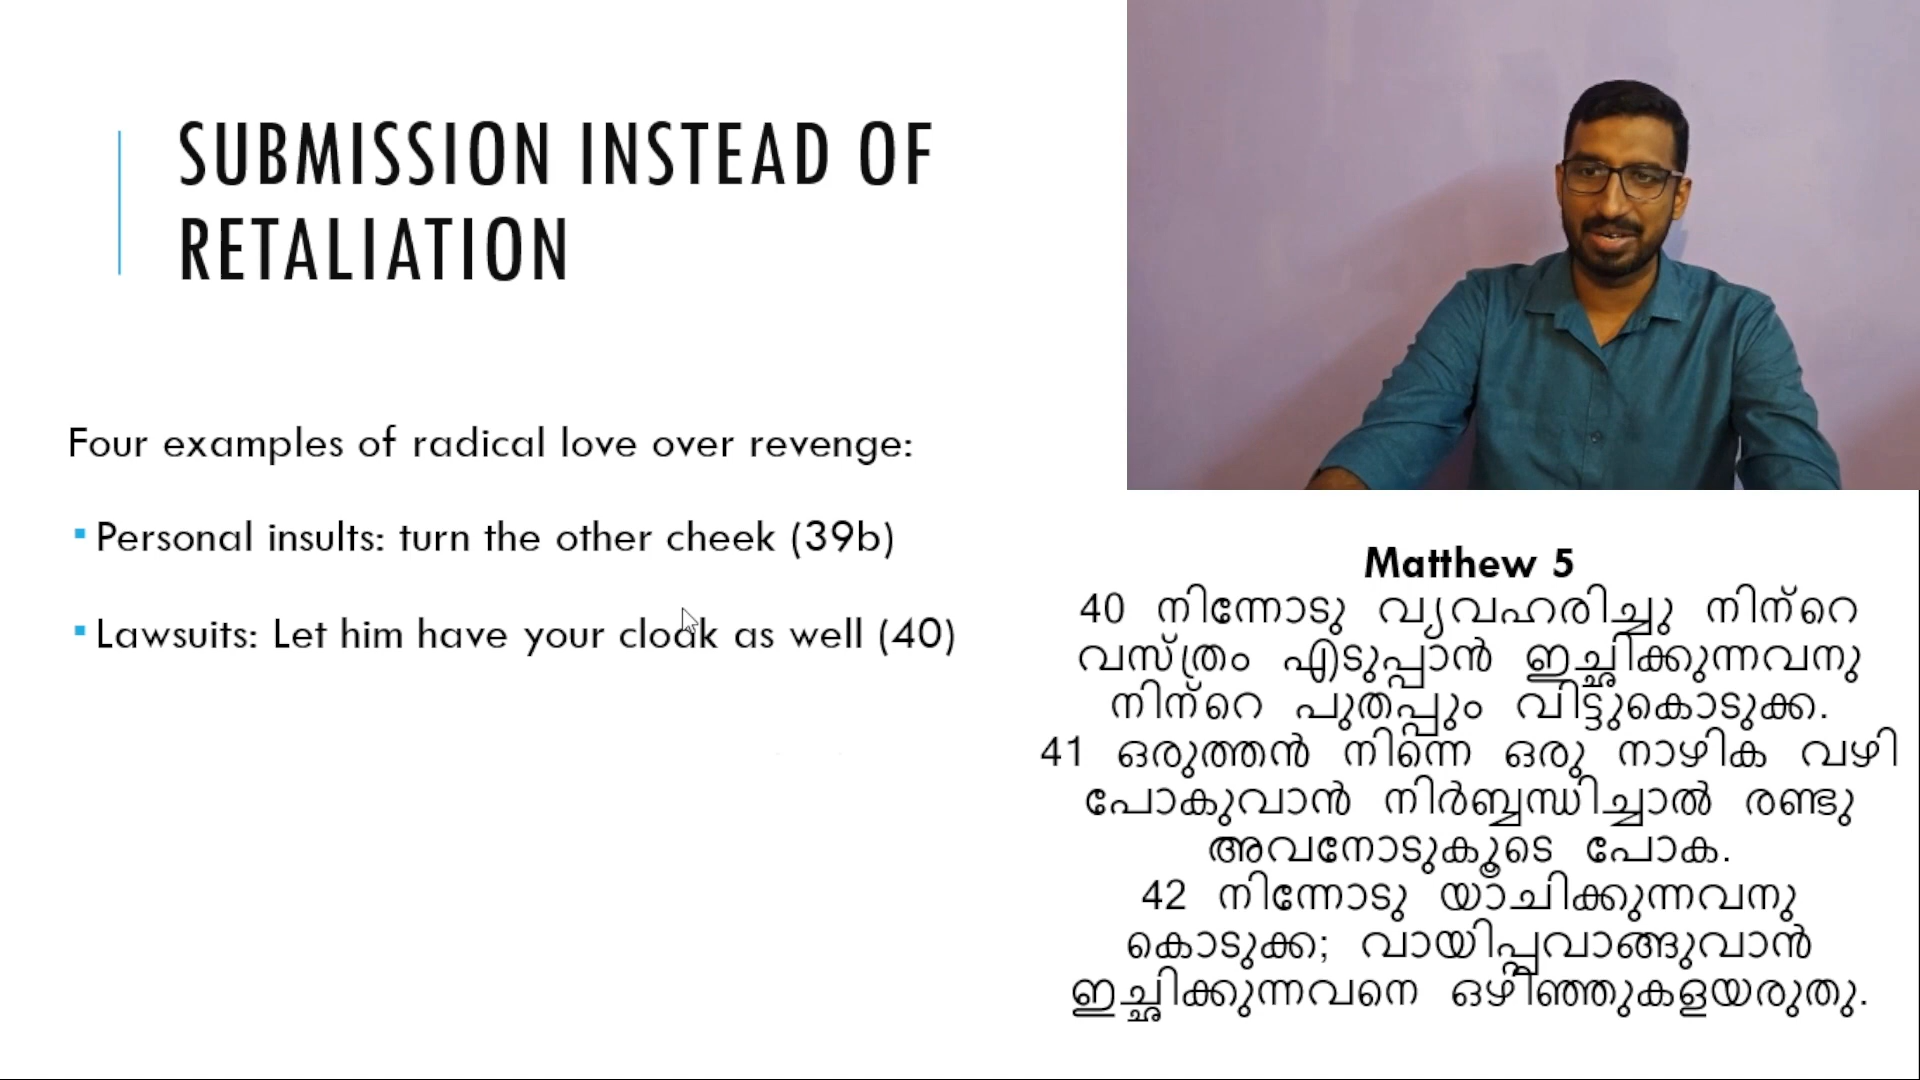 SUBMISSION INSTEAD OF
RETALIATION
Four examples of radical love over revenge:
▪ Personal insults: turn the other cheek (39b)
▪ Lawsuits: Let him have your cloak as well (40)
Matthew 5
40 നിന്നോടു വ്യവഹരിച്ചു നിന്റെ
വസ്ത്രം എടുപ്പാൻ ഇച്ഛിക്കുന്നവനു
നിന്റെ പുതപ്പും വിട്ടുകൊടുക്ക.
41 ഒരുത്തൻ നിന്നെ ഒരു നാഴിക വഴി
പോകുവാൻ നിർബ്ബന്ധിച്ചാൽ രണ്ടു
അവനോടുകൂടെ പോക.
42 നിന്നോടു യാചിക്കുന്നവനു
കൊടുക്ക; വായിപ്പവാങ്ങുവാൻ
ഇച്ഛിക്കുന്നവനെ ഒഴിഞ്ഞുകളയരുതു.